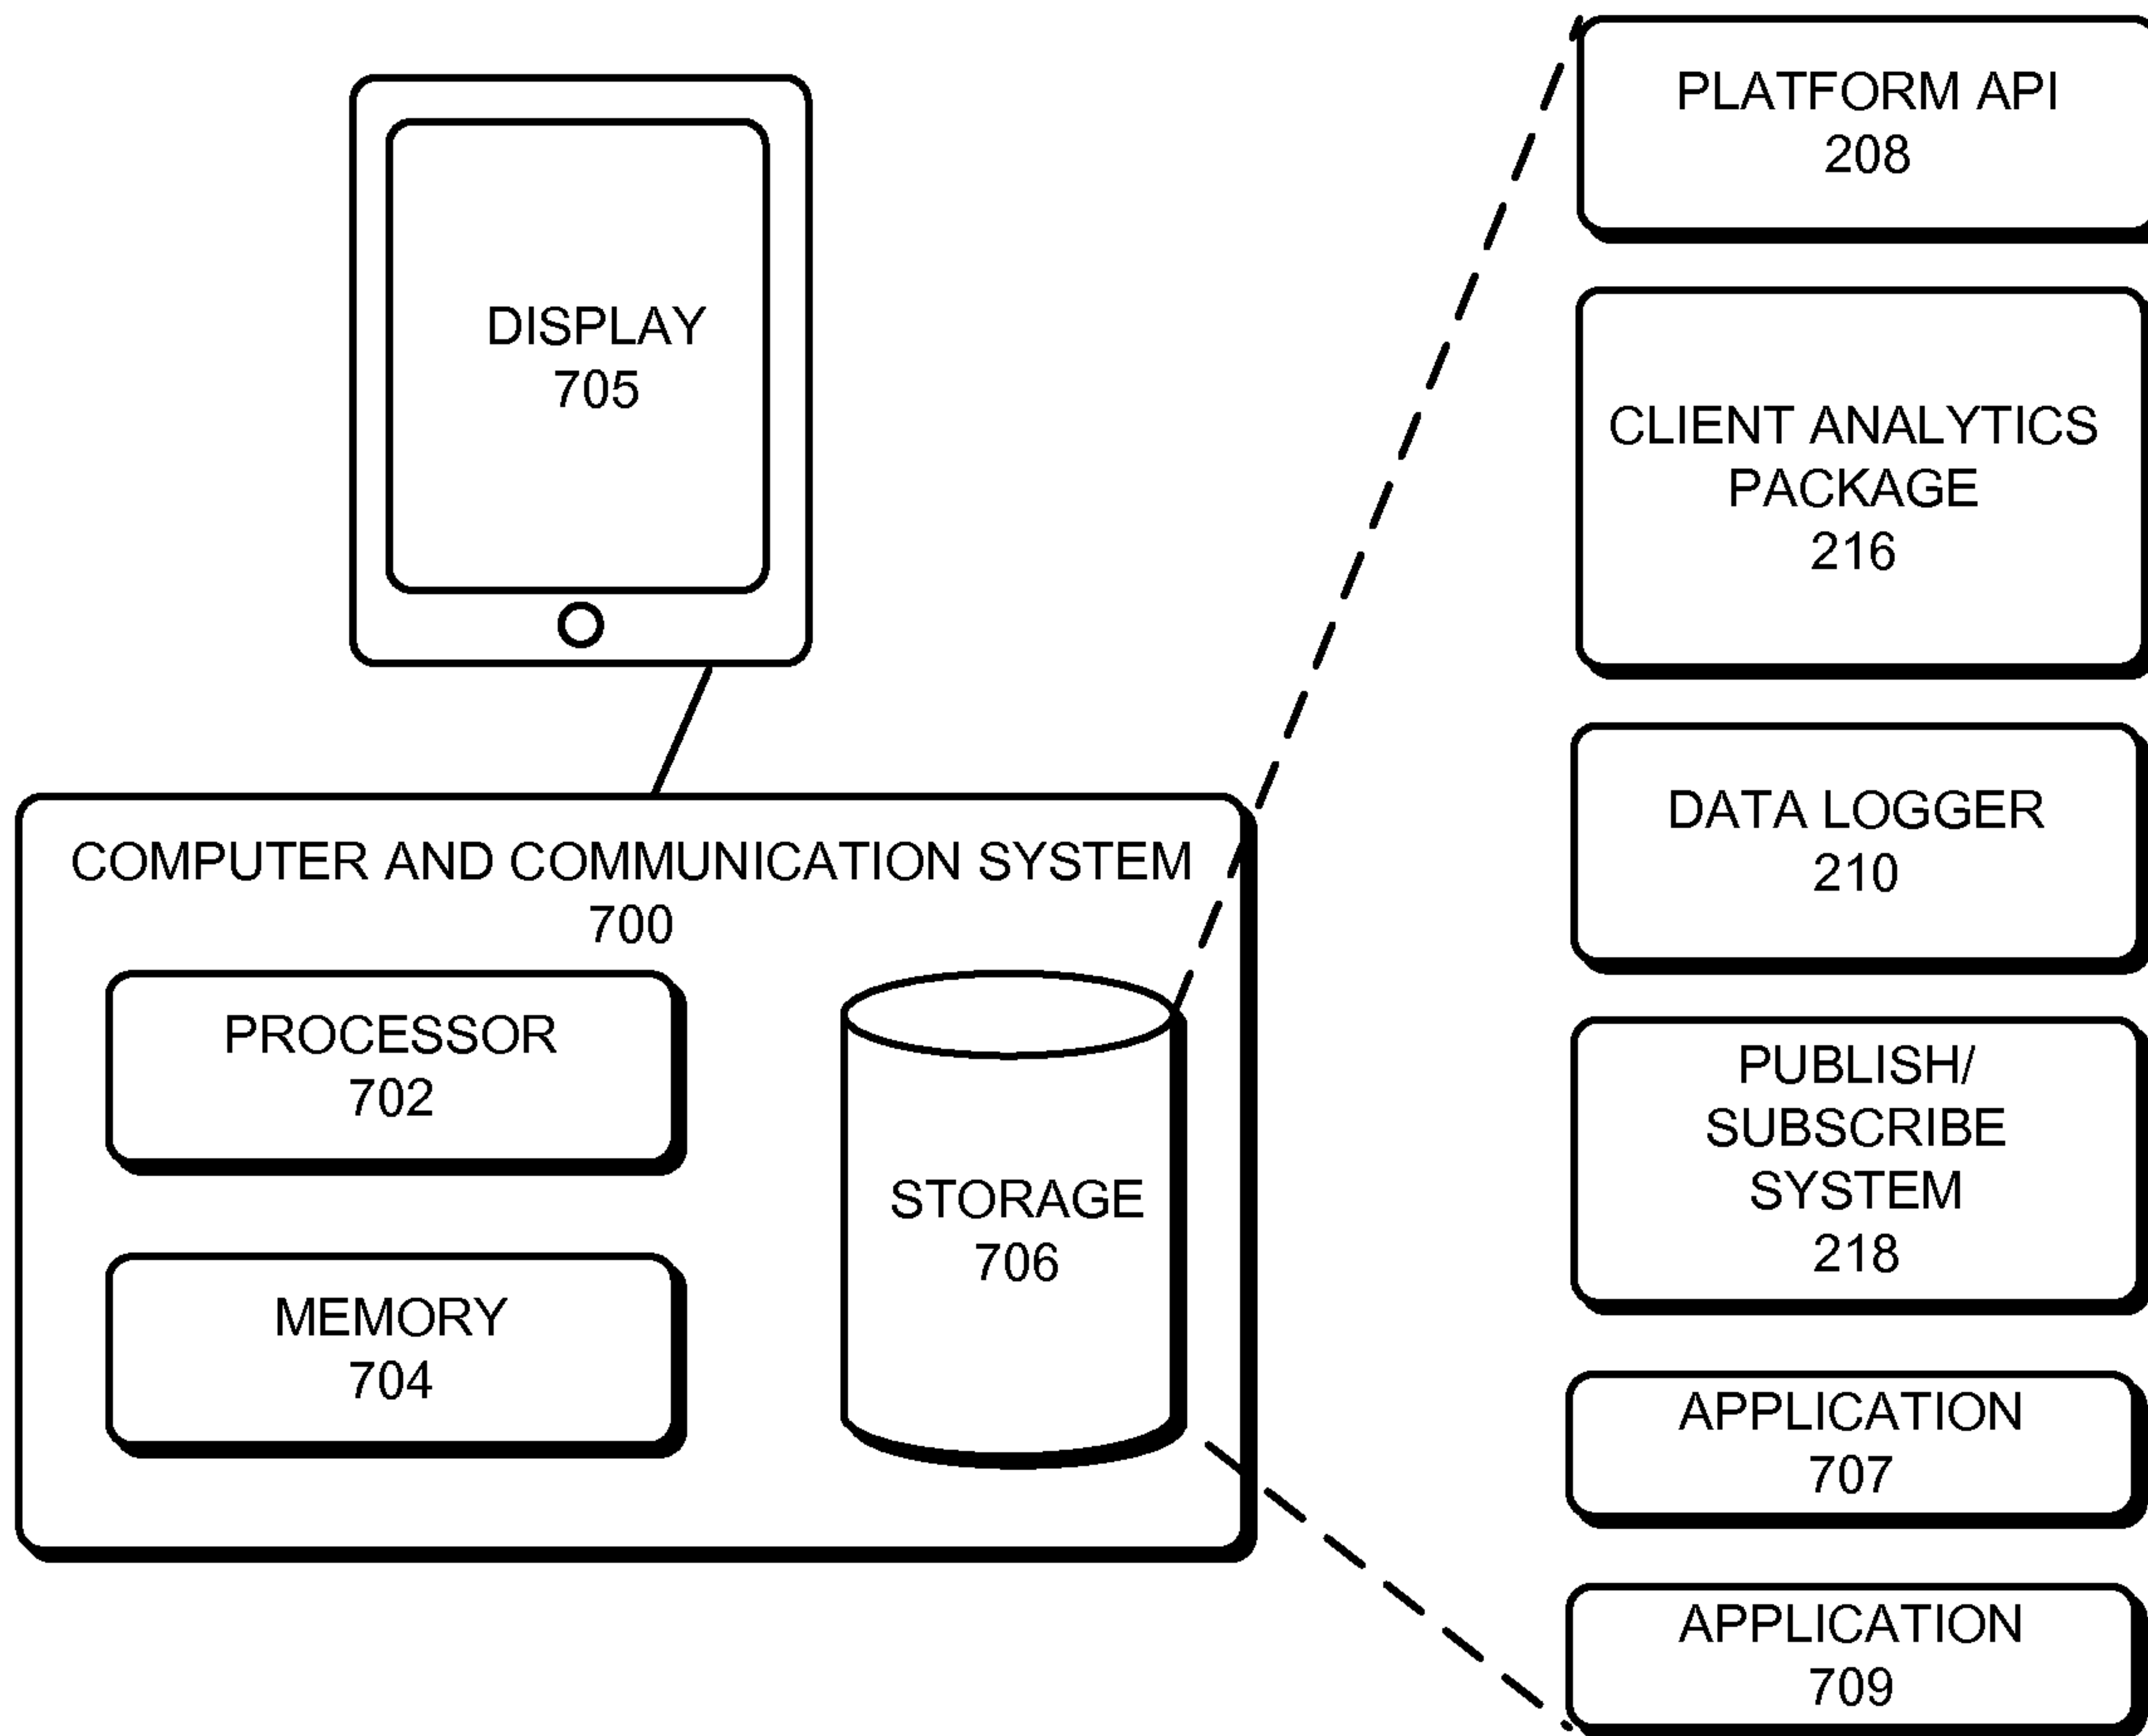 DISPLAY
705
COMPUTER AND COMMUNICATION SYSTEM
700
PROCESSOR
702
MEMORY
704
STORAGE
706
PLATFORM API
208
CLIENT ANALYTICS
PACKAGE
216
DATA LOGGER
210
PUBLISH/
SUBSCRIBE
SYSTEM
218
APPLICATION
707
APPLICATION
709